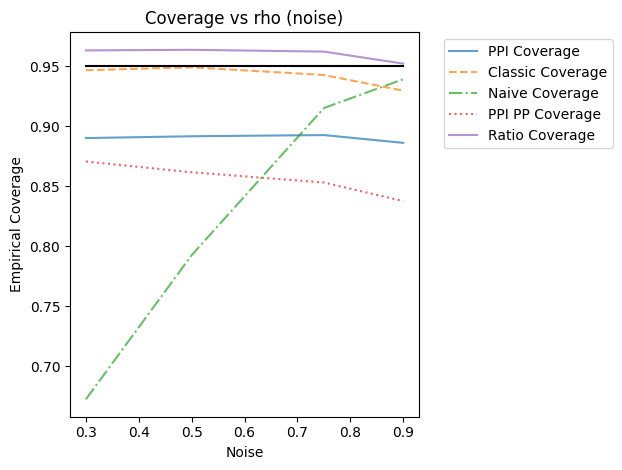 Coverage vs rho (noise)
Empirical Coverage
0.95
0.90
0.85
0.80
0.75
0.70
0.3
0.4
0.5
0.6
0.7
0.8
0.9
Noise
PPI Coverage
Classic Coverage
Naive Coverage
PPI PP Coverage
Ratio Coverage